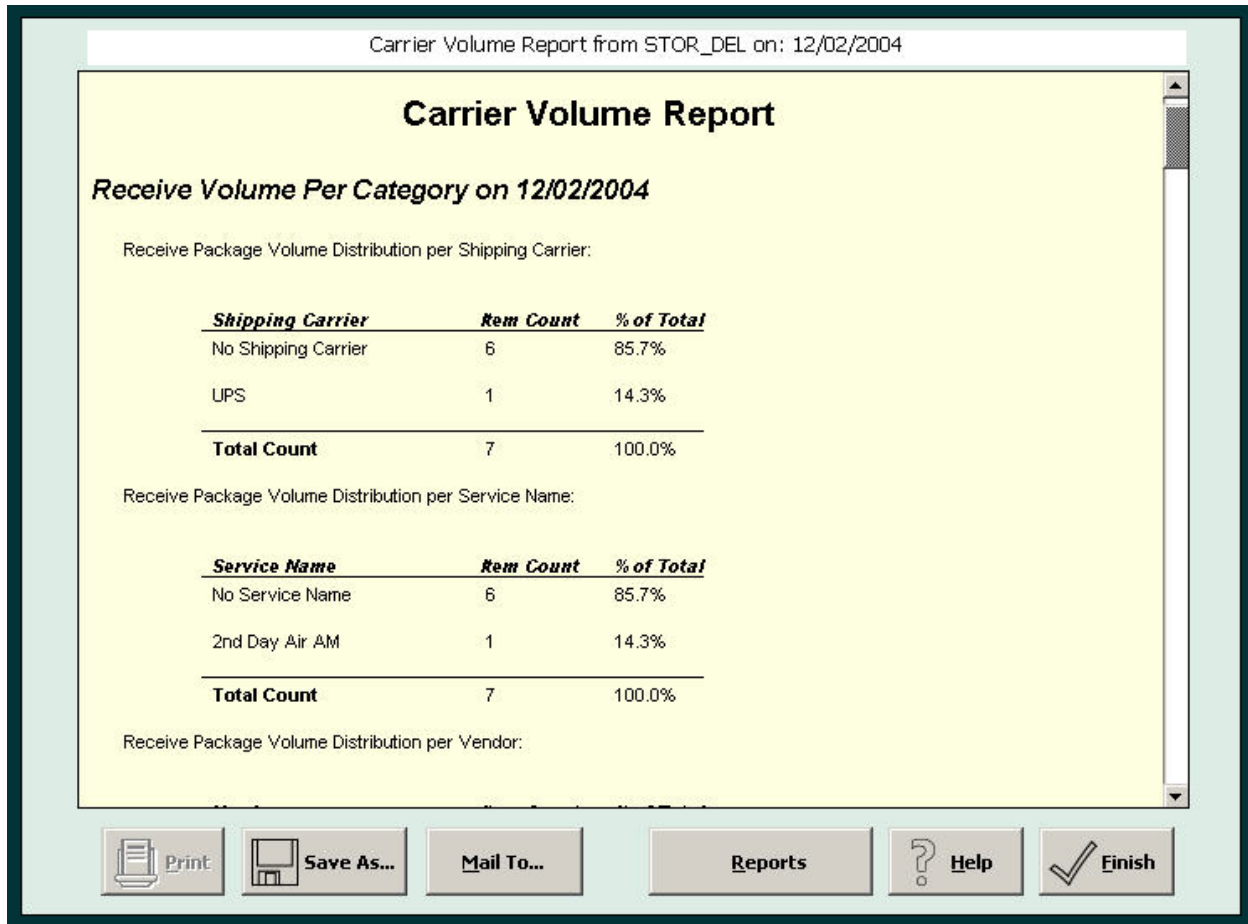 Carrier Volume Report from STOR_DEL on: 12/02/2004
Carrier Volume Report
Receive Volume Per Category on 12/02/2004
Receive Package Volume Distribution per Shipping Carrier:
Shipping Carrier Item Count % of Total
No Shipping Carrier 6 85.7%
UPS 1 14.3%
Total Count 7 100.0%
Receive Package Volume Distribution per Service Name:
Service Name Item Count % of Total
No Service Name 6 85.7%
2nd Day Air AM 1 14.3%
Total Count 7 100.0%
Receive Package Volume Distribution per Vendor:
Print Save As... Mail To... Reports Help Finish